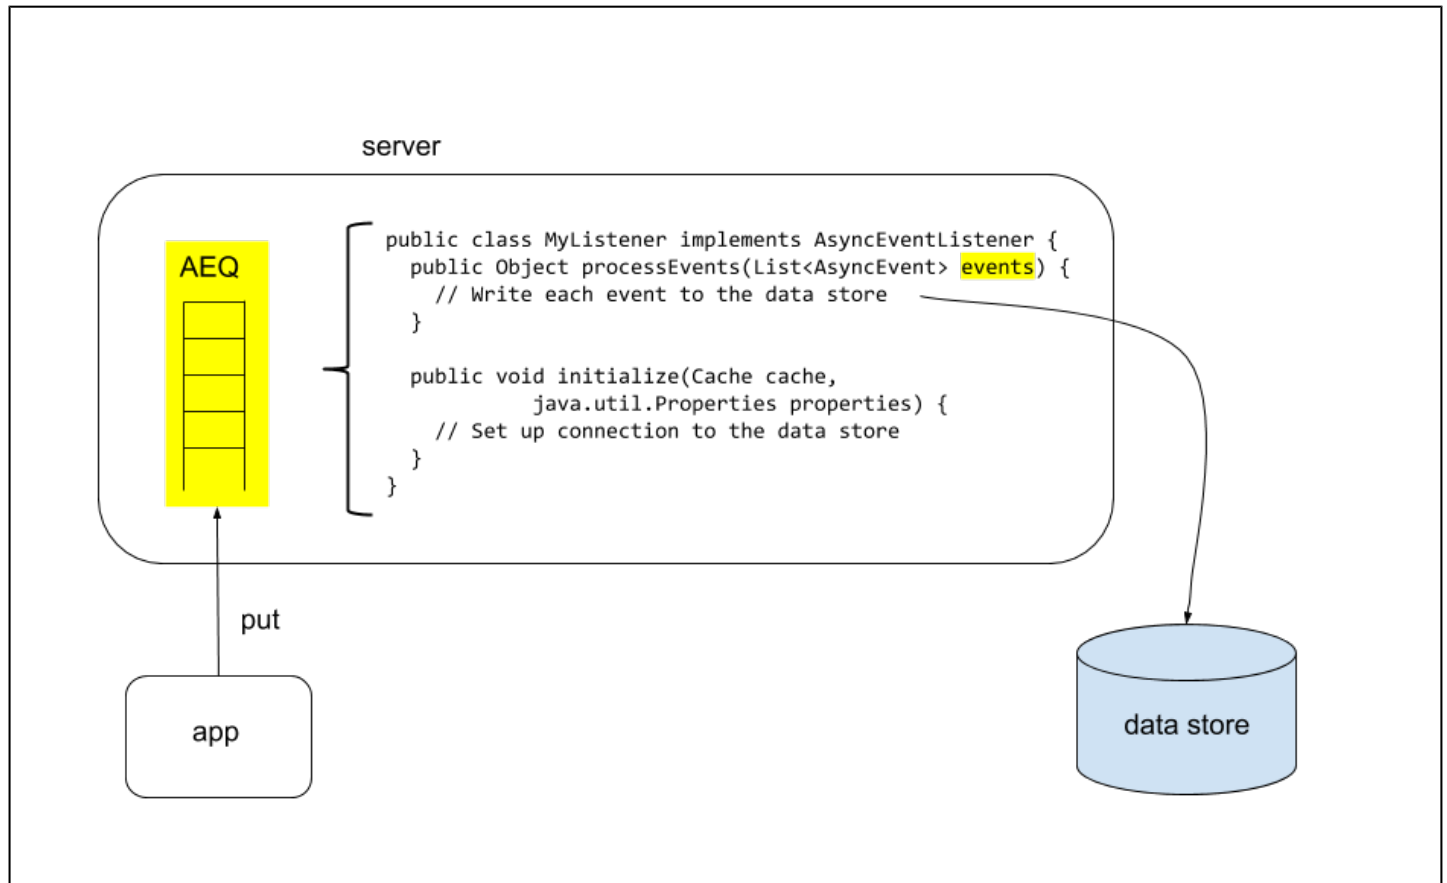 server
AEQ
public class MyListener implements AsyncEventListener {
public Object processEvents(List<AsyncEvent> events) {
// Write each event to the data store
}
public void initialize(Cache cache,
java.util.Properties properties) {
// Set up connection to the data store
}
}
put
app
data store